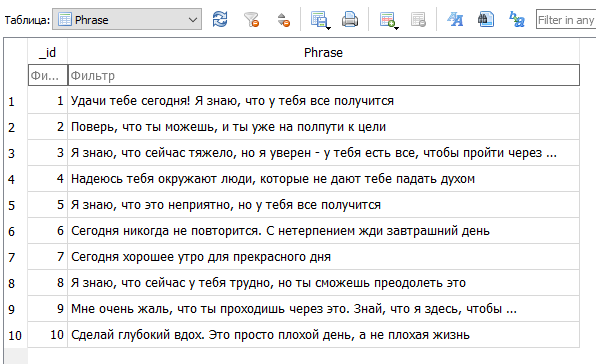 Таблица: Phrase Filter in any
_id Phrase
Фи... Фильтр
1 1 Удачи тебе сегодня! Я знаю, что у тебя все получится
2 2 Поверь, что ты можешь, и ты уже на полпути к цели
3 3 Я знаю, что сейчас тяжело, но я уверен - у тебя есть все, чтобы пройти через ...
4 4 Надеюсь тебя окружают люди, которые не дают тебе падать духом
5 5 Я знаю, что это неприятно, но у тебя все получится
6 6 Сегодня никогда не повторится. С нетерпением жди завтрашний день
7 7 Сегодня хорошее утро для прекрасного дня
8 8 Я знаю, что сейчас у тебя трудно, но ты сможешь преодолеть это
9 9 Мне очень жаль, что ты проходишь через это. Знай, что я здесь, чтобы ...
10 10 Сделай глубокий вдох. Это просто плохой день, а не плохая жизнь